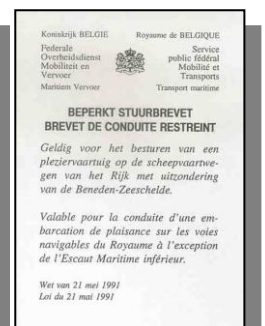 Koninkrijk BELGIE Royaume de BELGIQUE
Federale Service
Overheidsdienst public fédéral
Mobiliteit en Mobilité et
Vervoer Transports
Maritiem Vervoer Transport maritime
BEPERKT STUURBREVET
BREVET DE CONDUITE RESTREINT
Geldig voor het besturen van een
pleziervaartuig op de scheepvaartwe-
gen van het Rijk met uitzondering
van de Beneden-Zeeschelde.
Valable pour la conduite d'une em-
barcation de plaisance sur les voies
navigables du Royaume à l'exception
de l'Escaut Maritime inférieur.
Wet van 21 mei 1991
Loi du 21 mai 1991